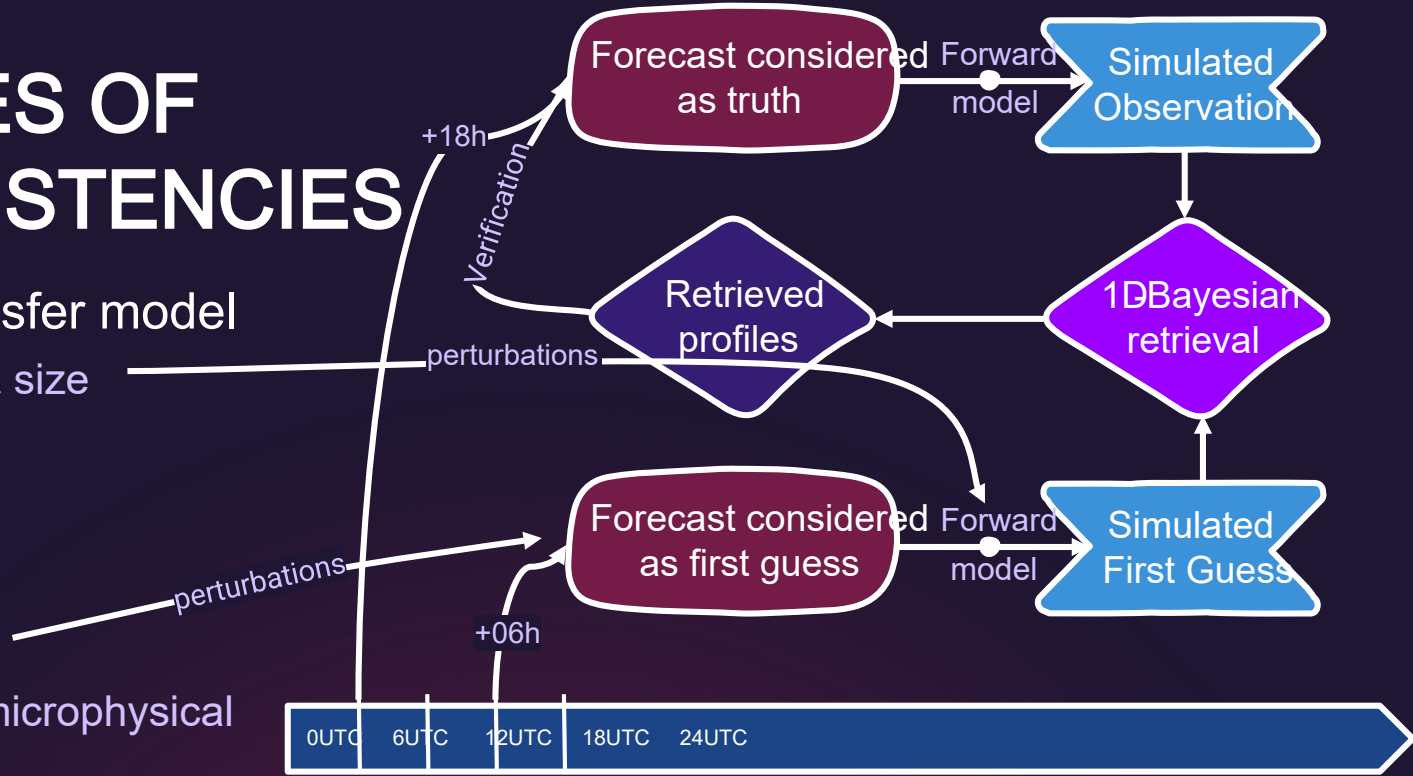 ES OF
STENCIES
sfer model
size
nicrophysical
Forecast considered
as truth
Forward
model
Simulated
Observation
+18h
Verification
Retrieved
profiles
1D-Bayesian
retrieval
perturbations
Forecast considered
as first guess
Forward
model
Simulated
First Guess
perturbations
+06h
0UTC 6UTC 12UTC 18UTC 24UTC